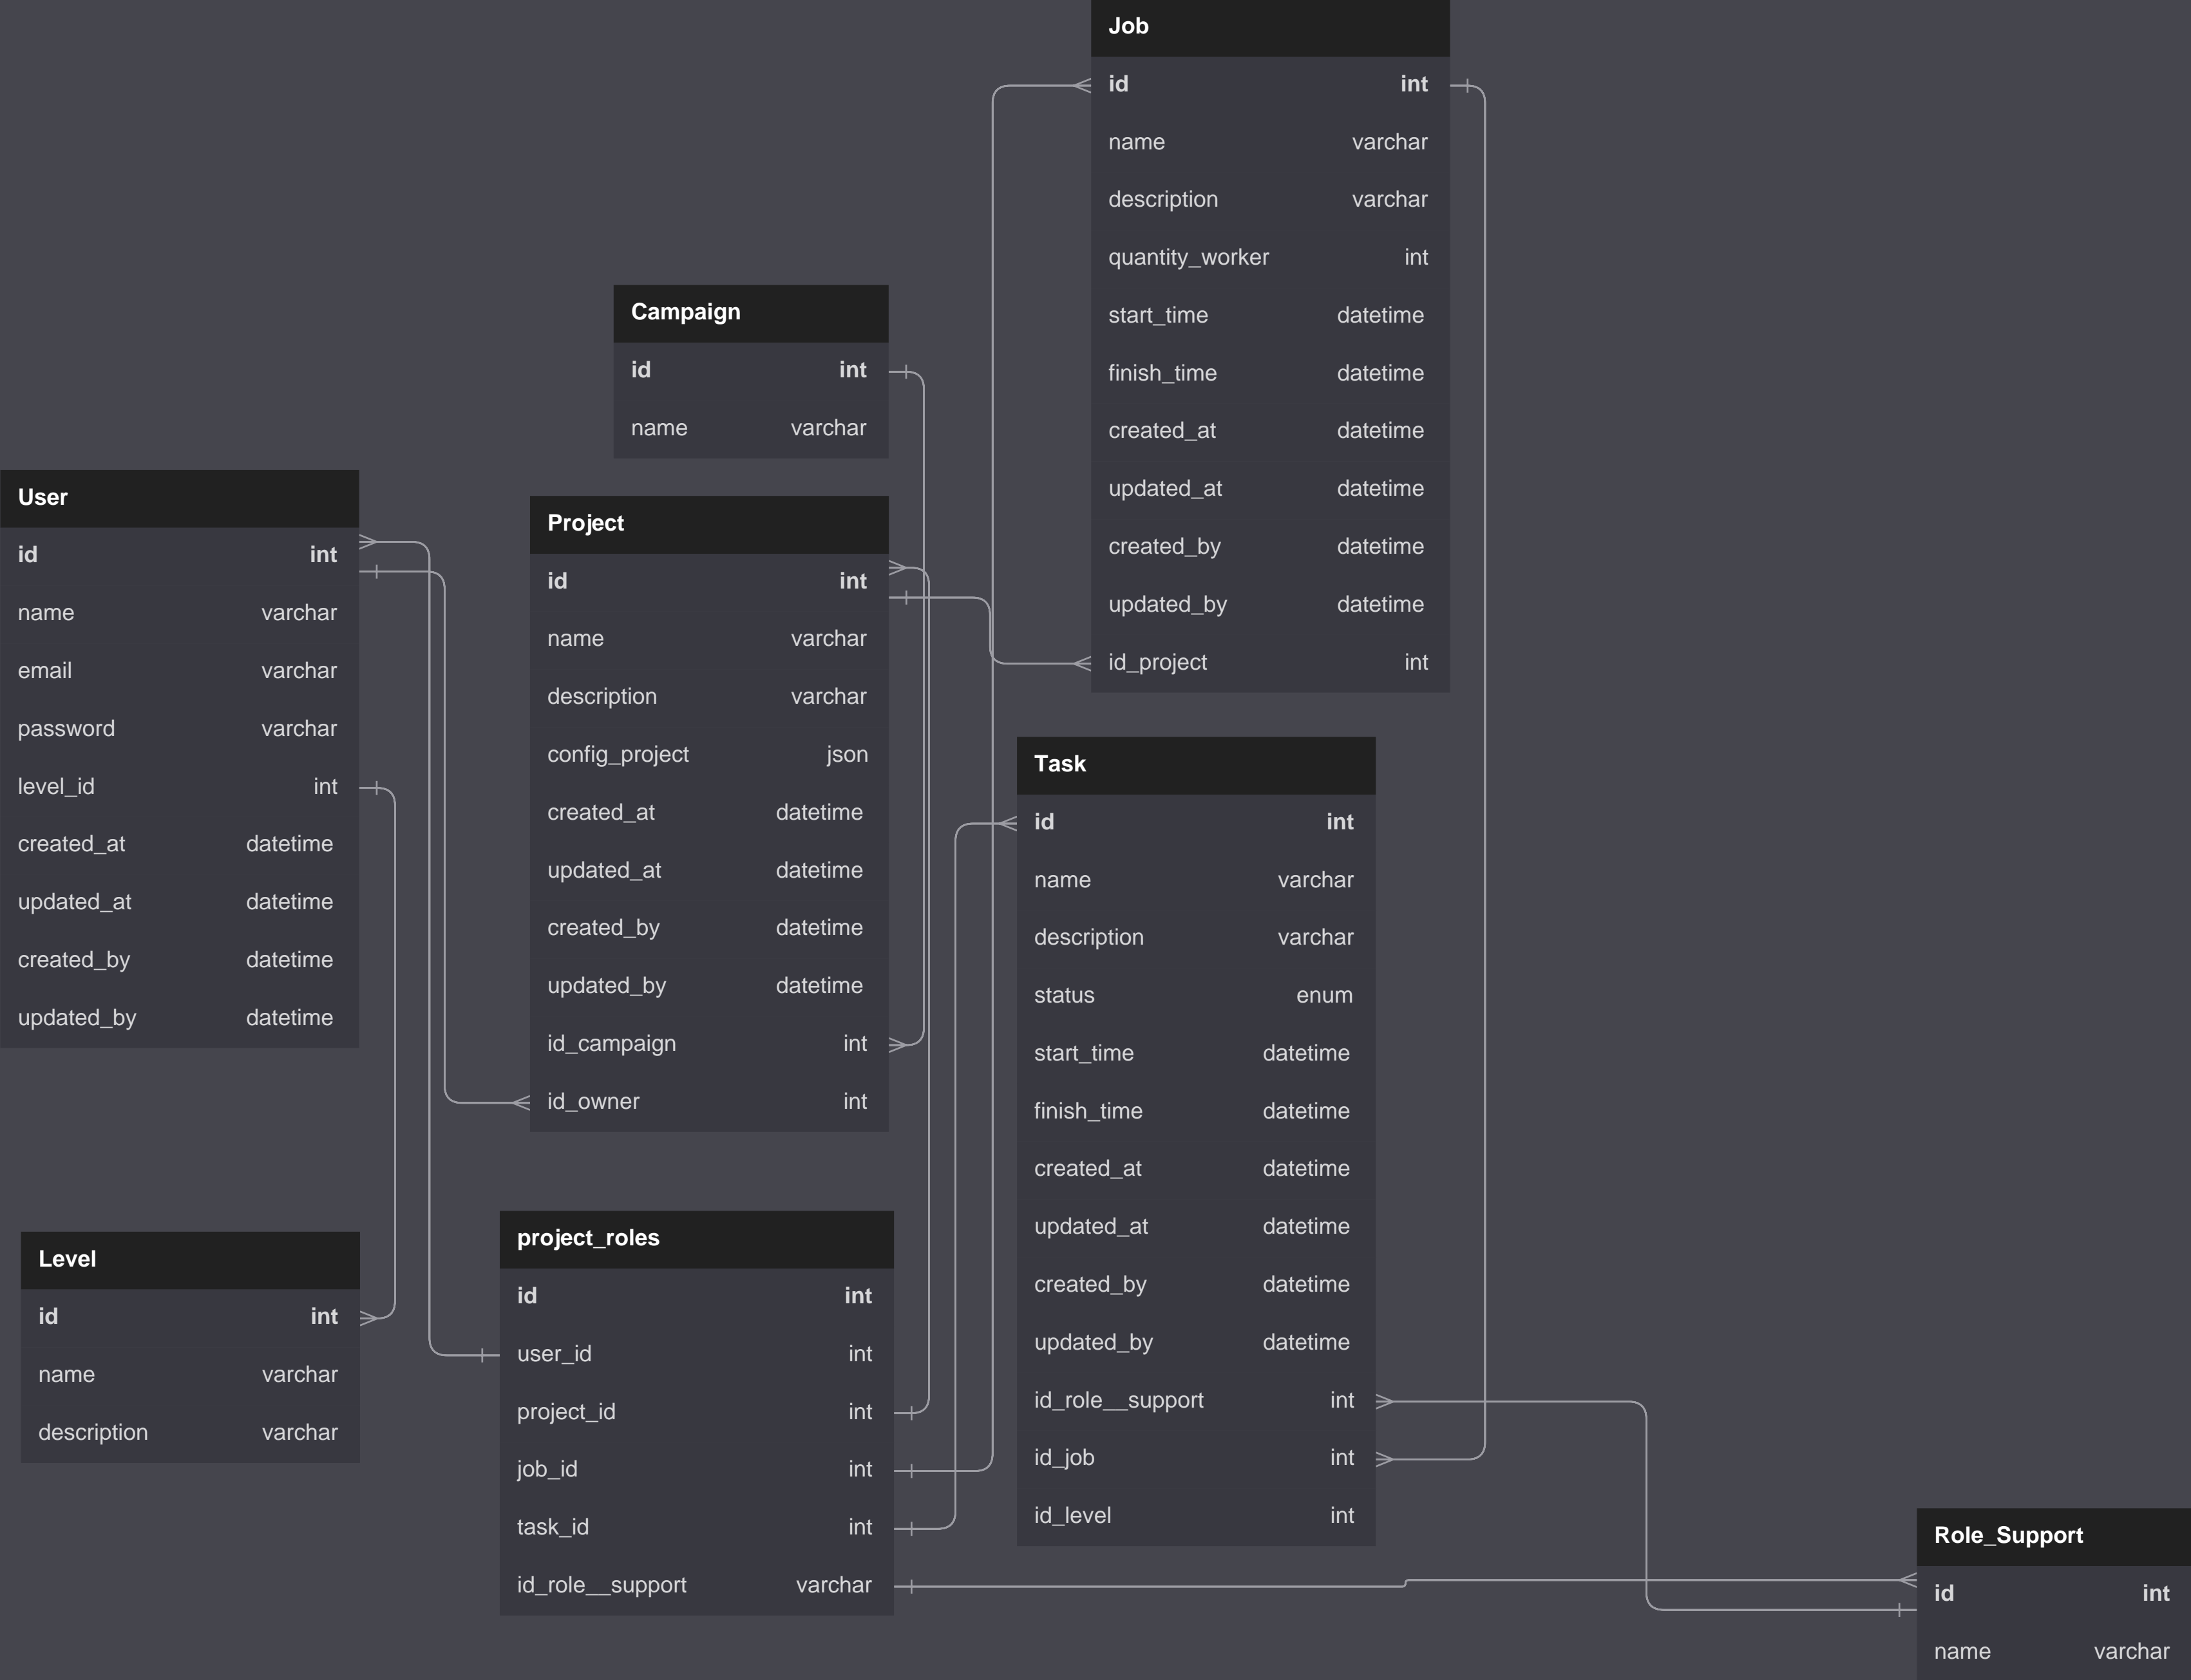 Job
id int
name varchar
description varchar
quantity_worker int
start_time datetime
finish_time datetime
created_at datetime
updated_at datetime
created_by datetime
updated_by datetime
id_project int
Campaign
id int
name varchar
User
id int
name varchar
email varchar
password varchar
level_id int
created_at datetime
updated_at datetime
created_by datetime
updated_by datetime
Project
id int
name varchar
description varchar
config_project json
created_at datetime
updated_at datetime
created_by datetime
updated_by datetime
id_campaign int
id_owner int
Task
id int
name varchar
description varchar
status enum
start_time datetime
finish_time datetime
created_at datetime
updated_at datetime
created_by datetime
updated_by datetime
id_role__support int
id_job int
id_level int
Level
id int
name varchar
description varchar
project_roles
id int
user_id int
project_id int
job_id int
task_id int
id_role__support varchar
Role_Support
id int
name varchar